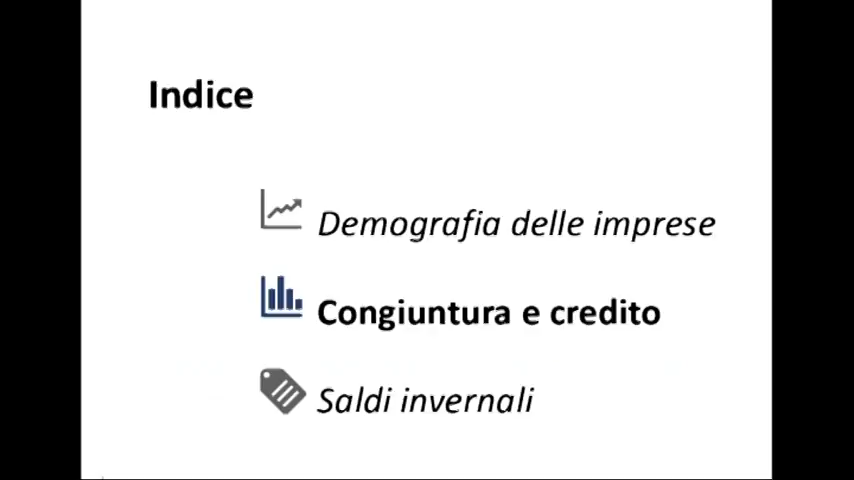 Indice
Demografia delle imprese
Congiuntura e credito
Saldi invernali